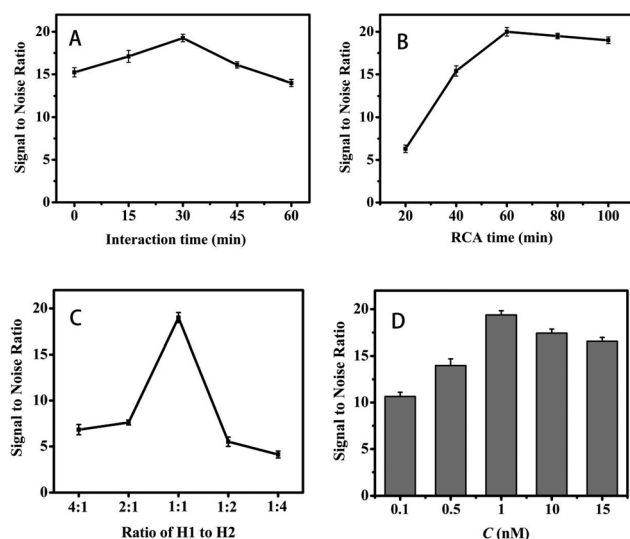 A
Signal to Noise Ratio
20
15
10
5
0
0 15 30 45 60
Interaction time (min)
B
Signal to Noise Ratio
20
15
10
5
0
20 40 60 80 100
RCA time (min)
C
Signal to Noise Ratio
20
15
10
5
0
4:1 2:1 1:1 1:2 1:4
Ratio of H1 to H2
D
Signal to Noise Ratio
20
15
10
5
0
0.1 0.5 1 10 15
C (nM)